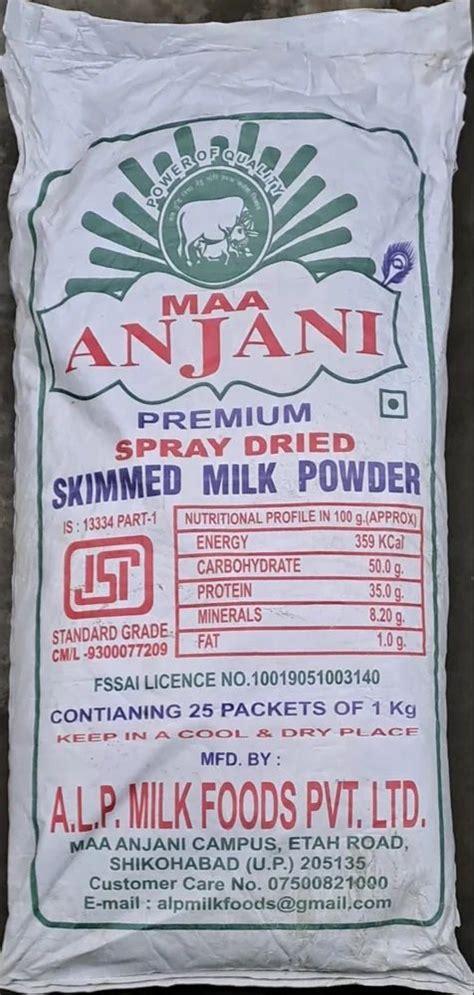 POWER OF QUALITY
MAA
ANJANI
PREMIUM
SPRAY DRIED
SKIMMED MILK POWDER
IS : 13334 PART-1
ISI
STANDARD GRADE
CM/L -9300077209
NUTRITIONAL PROFILE IN 100 g.(APPROX)
ENERGY 359 KCal
CARBOHYDRATE 50.0 g.
PROTEIN 35.0 g.
MINERALS 8.20 g.
FAT 1.0 g.
FSSAI LICENCE NO.10019051003140
CONTIANING 25 PACKETS OF 1 Kg
KEEP IN A COOL & DRY PLACE
MFD. BY :
A.L.P. MILK FOODS PVT. LTD.
MAA ANJANI CAMPUS, ETAH ROAD,
SHIKOHABAD (U.P.) 205135
Customer Care No. 07500821000
E-mail : alpmilkfoods@gmail.com